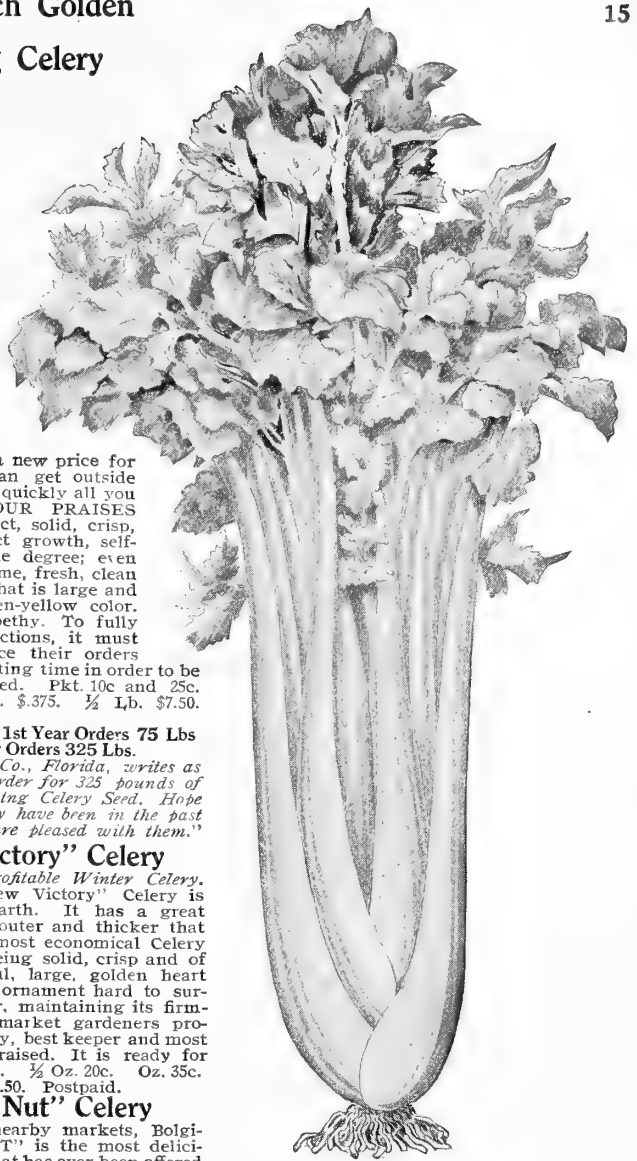 ch Golden
15
Celery
new price for
an get outside
quickly all you
OUR PRAISES
ct, solid, crisp,
ct growth, self-
e degree; even
me, fresh, clean
hat is large and
en-yellow color.
pethy. To fully
ctions, it must
ce their orders
ting time in order to be
ed. Pkt. 10c and 25c.
. $.375. ½ Lb. $7.50.
1st Year Orders 75 Lbs
Orders 325 Lbs.
Co., Florida, writes as
rder for 325 pounds of
ing Celery Seed. Hope
y have been in the past
re pleased with them."
ctory" Celery
rofitable Winter Celery.
ew Victory" Celery is
arth. It has a great
outer and thicker that
most economical Celery
eing solid, crisp and of
al, large, golden heart
ornament hard to sur-
r, maintaining its firm-
market gardeners pro-
y, best keeper and most
raised. It is ready for
. ½ Oz. 20c. Oz. 35c.
.50. Postpaid.
Nut" Celery
nearby markets, Bolgi-
T" is the most delici-
at has ever been offered